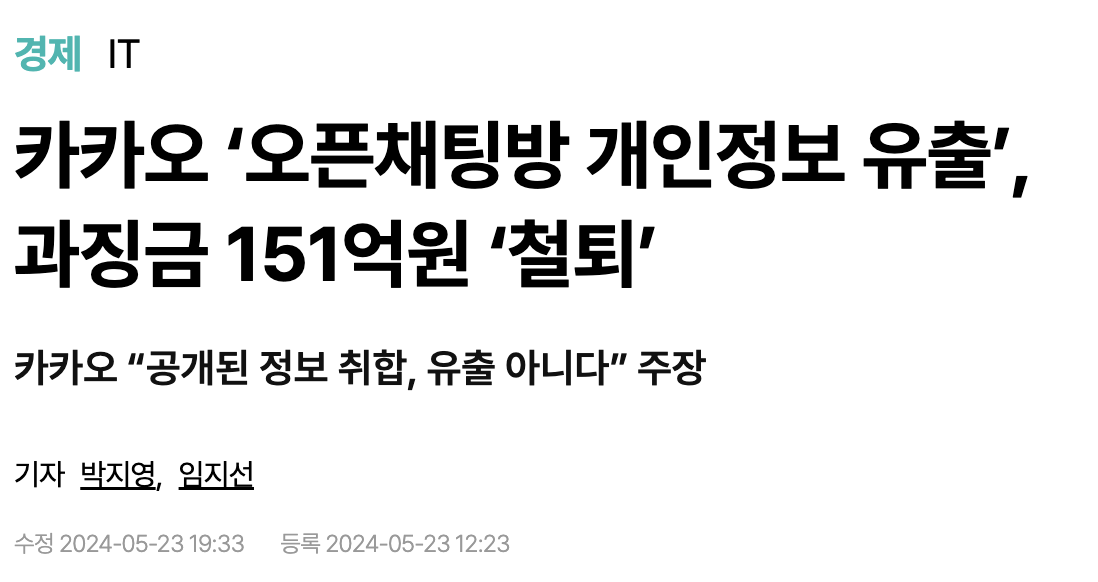 경제 IT
카카오 ‘오픈채팅방 개인정보 유출’,
과징금 151억원 ‘철퇴’
카카오 “공개된 정보 취합, 유출 아니다” 주장
기자 박지영, 임지선
수정 2024-05-23 19:33 등록 2024-05-23 12:23